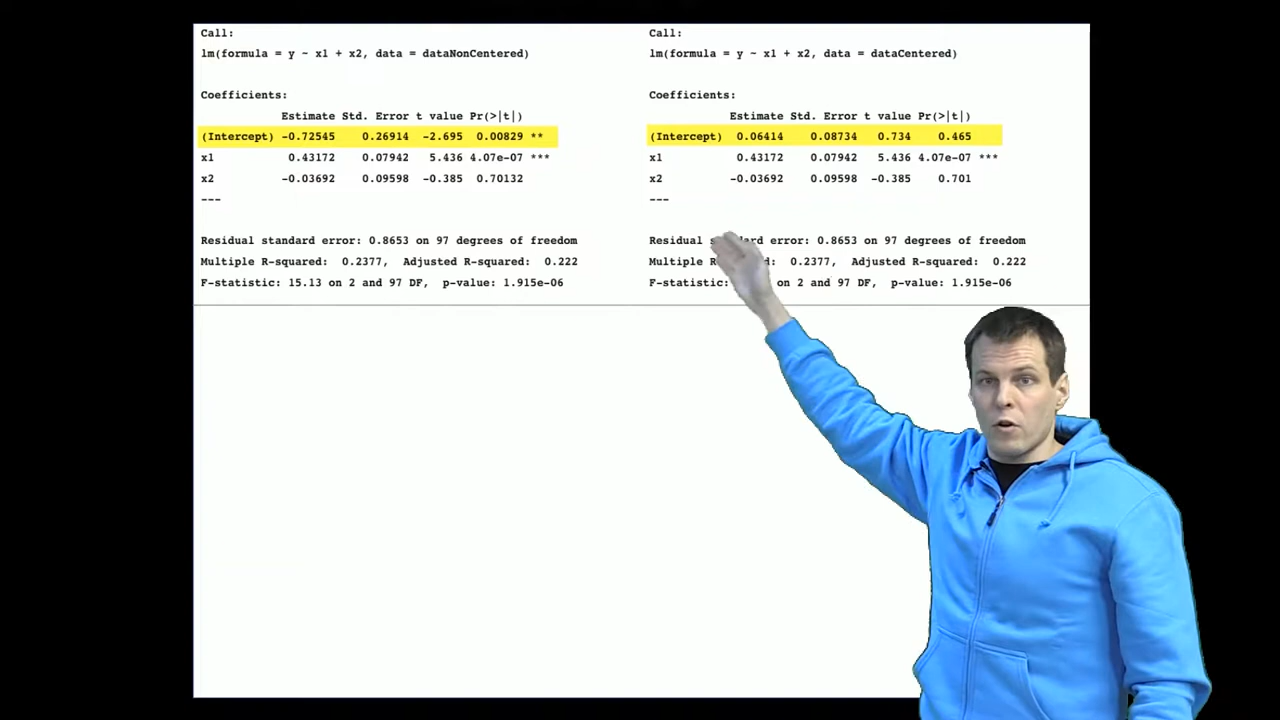 Call:
lm(formula = y ~ x1 + x2, data = dataNonCentered)
Coefficients:
Estimate Std. Error t value Pr(>|t|)
(Intercept) -0.72545 0.26914 -2.695 0.00829 **
x1 0.43172 0.07942 5.436 4.07e-07 ***
x2 -0.03692 0.09598 -0.385 0.70132
---
Residual standard error: 0.8653 on 97 degrees of freedom
Multiple R-squared: 0.2377, Adjusted R-squared: 0.222
F-statistic: 15.13 on 2 and 97 DF, p-value: 1.915e-06
Call:
lm(formula = y ~ x1 + x2, data = dataCentered)
Coefficients:
Estimate Std. Error t value Pr(>|t|)
(Intercept) 0.06414 0.08734 0.734 0.465
x1 0.43172 0.07942 5.436 4.07e-07 ***
x2 -0.03692 0.09598 -0.385 0.701
---
Residual error: 0.8653 on 97 degrees of freedom
Multiple 0.2377, Adjusted R-squared: 0.222
F-statistic: on 2 and 97 DF, p-value: 1.915e-06